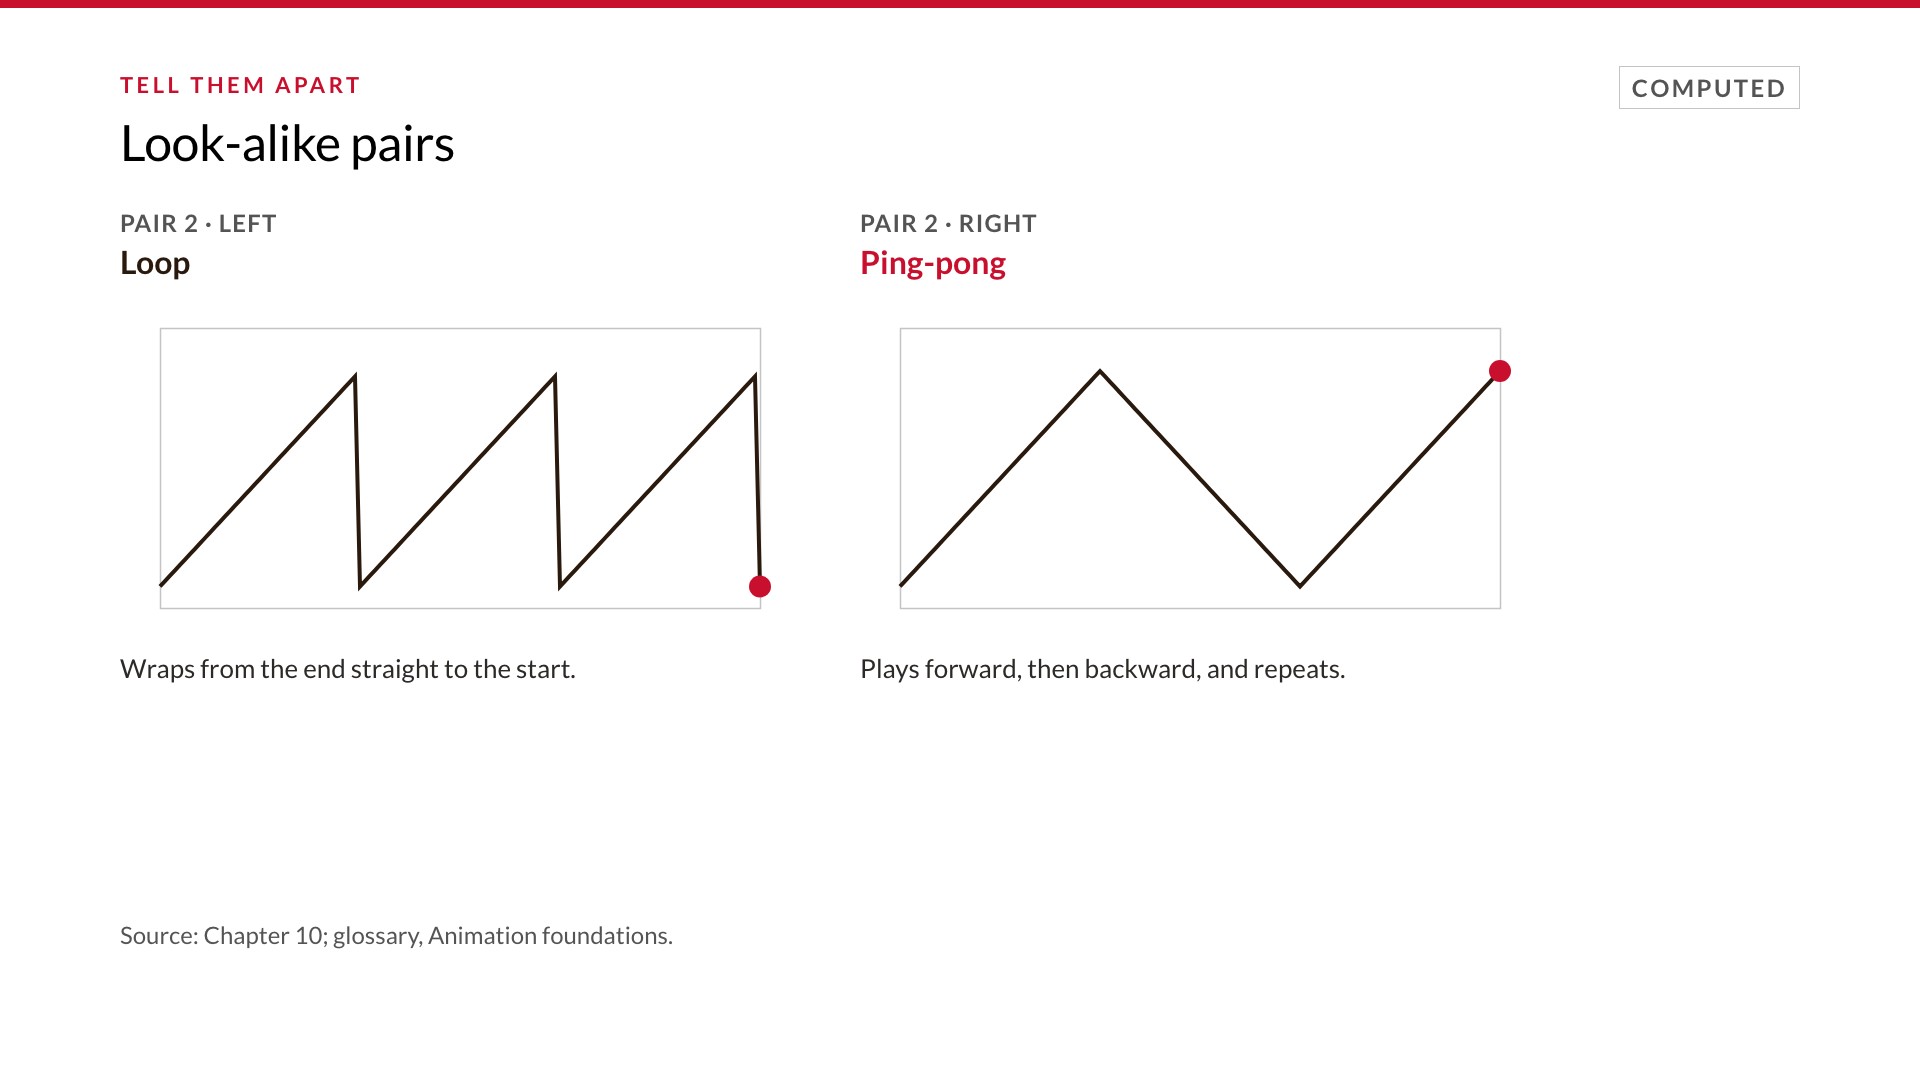 TELL THEM APART
COMPUTED
Look-alike pairs
PAIR 2 · LEFT
Loop
PAIR 2 · RIGHT
Ping-pong
Wraps from the end straight to the start.
Plays forward, then backward, and repeats.
Source: Chapter 10; glossary, Animation foundations.